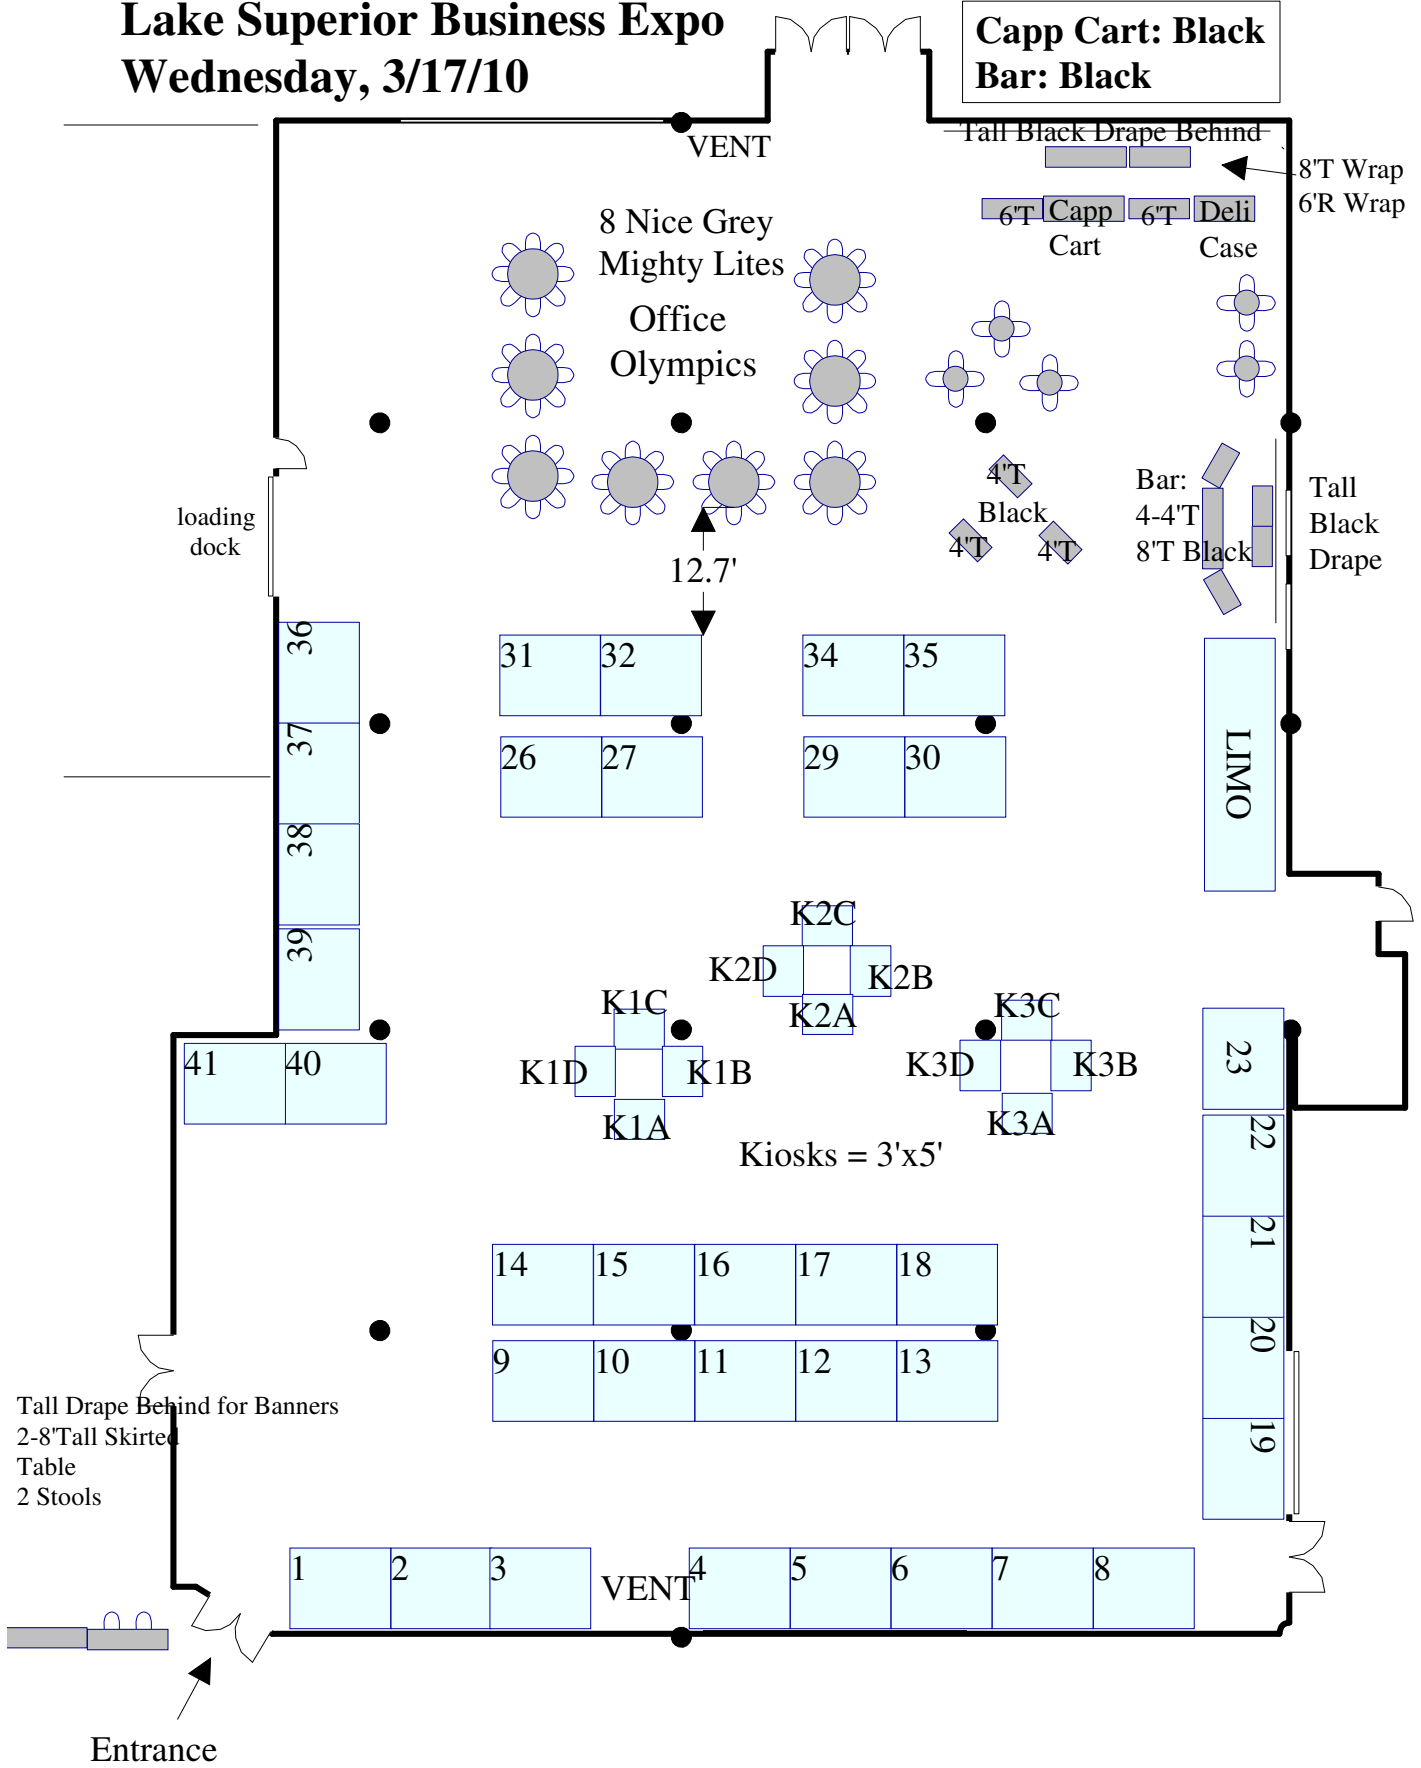 Lake Superior Business Expo
Wednesday, 3/17/10
Capp Cart: Black
Bar: Black
VENT
Tall Black Drape Behind
8'T Wrap
6'R Wrap
6'T
Capp
Cart
6'T
Deli
Case
8 Nice Grey
Mighty Lites
Office
Olympics
loading
dock
4'T
Black
4'T
4'T
Bar:
4-4'T
8'T Black
Tall
Black
Drape
12.7'
36
37
38
39
31
32
34
35
26
27
29
30
LIMO
K2C
K2D
K2B
K2A
K1C
K1D
K1B
K1A
K3C
K3D
K3B
K3A
Kiosks = 3'x5'
41
40
23
22
21
20
19
14
15
16
17
18
9
10
11
12
13
Tall Drape Behind for Banners
2-8'Tall Skirted
Table
2 Stools
1
2
3
VENT
4
5
6
7
8
Entrance